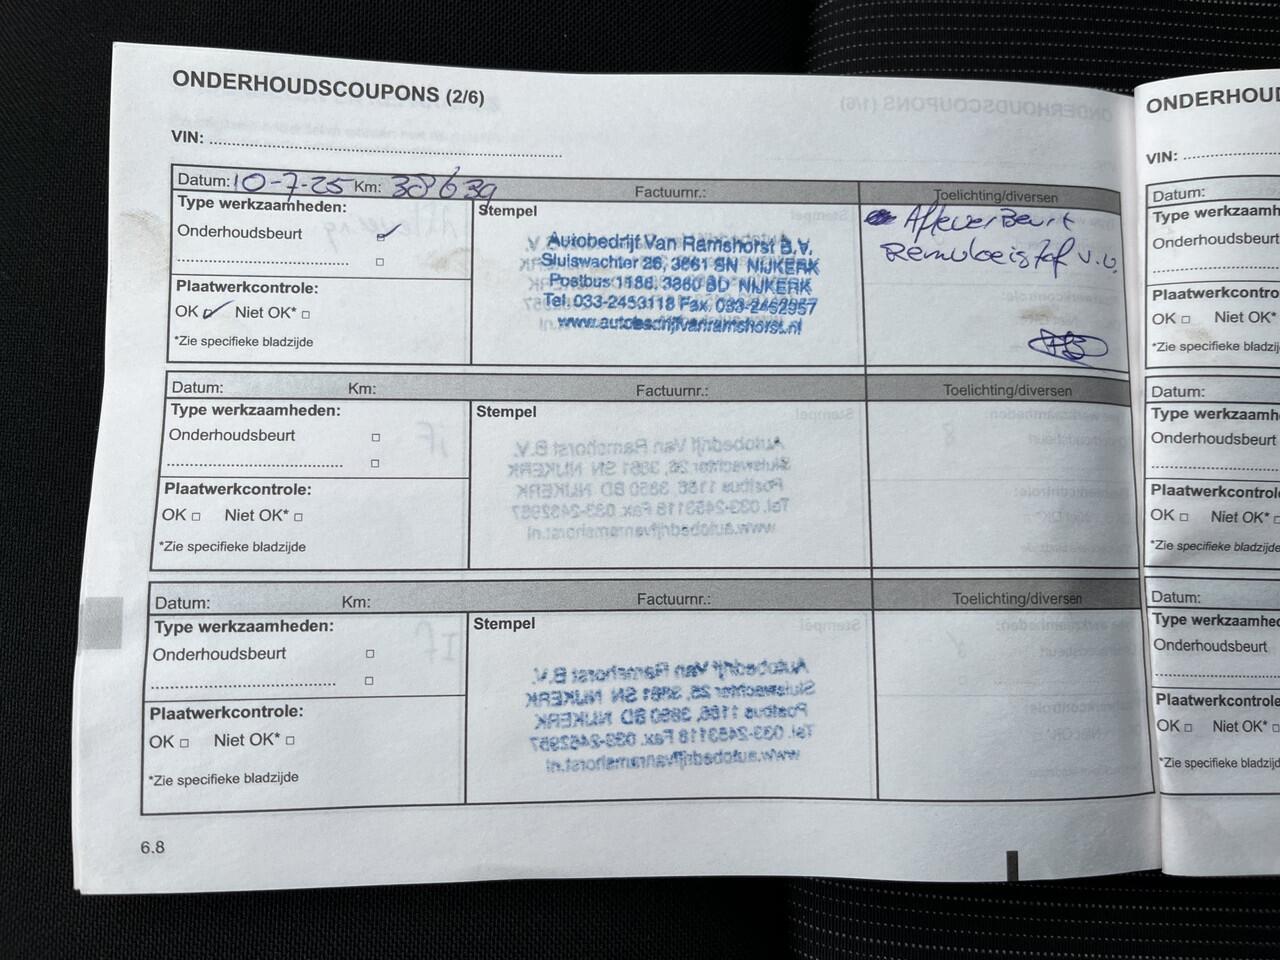 ONDERHOUDSCOUPONS (2/6)
VIN:
Datum: 10-7-25 Km: 38639 Factuurnr.: Toelichting/diversen
Type werkzaamheden:
Onderhoudsbeurt
Stempel
Autobedrijf Van Ramshorst B.V.
Sluiswachter 26, 3861 SN NIJKERK
Postbus 1186, 3860 BD NIJKERK
Tel. 033-2453118 Fax. 033-2462957
www.autobedrijfvanramshorst.nl
Afleverbeurt
Remvloeistof v.v.
Plaatwerkcontrole:
OK Niet OK*
*Zie specifieke bladzijde
Datum: Km: Factuurnr.: Toelichting/diversen
Type werkzaamheden:
Onderhoudsbeurt
Stempel
Plaatwerkcontrole:
OK Niet OK*
*Zie specifieke bladzijde
Datum: Km: Factuurnr.: Toelichting/diversen
Type werkzaamheden:
Onderhoudsbeurt
Stempel
Plaatwerkcontrole:
OK Niet OK*
*Zie specifieke bladzijde
6.8
ONDERHOUD
VIN:
Datum:
Type werkzaamh
Onderhoudsbeurt
Plaatwerkcontro
OK Niet OK*
*Zie specifieke bladzi
Datum:
Type werkzaamh
Onderhoudsbeurt
Plaatwerkcontrol
OK Niet OK*
*Zie specifieke bladzij
Datum:
Type werkzaamhe
Onderhoudsbeurt
Plaatwerkcontrole
OK Niet OK*
*Zie specifieke bladzijd